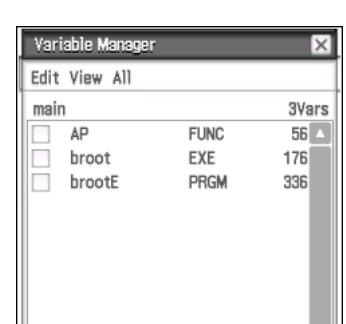 Variable Manager
Edit View All
main 3Vars
AP FUNC 56
broot EXE 176
brootE PRGM 336